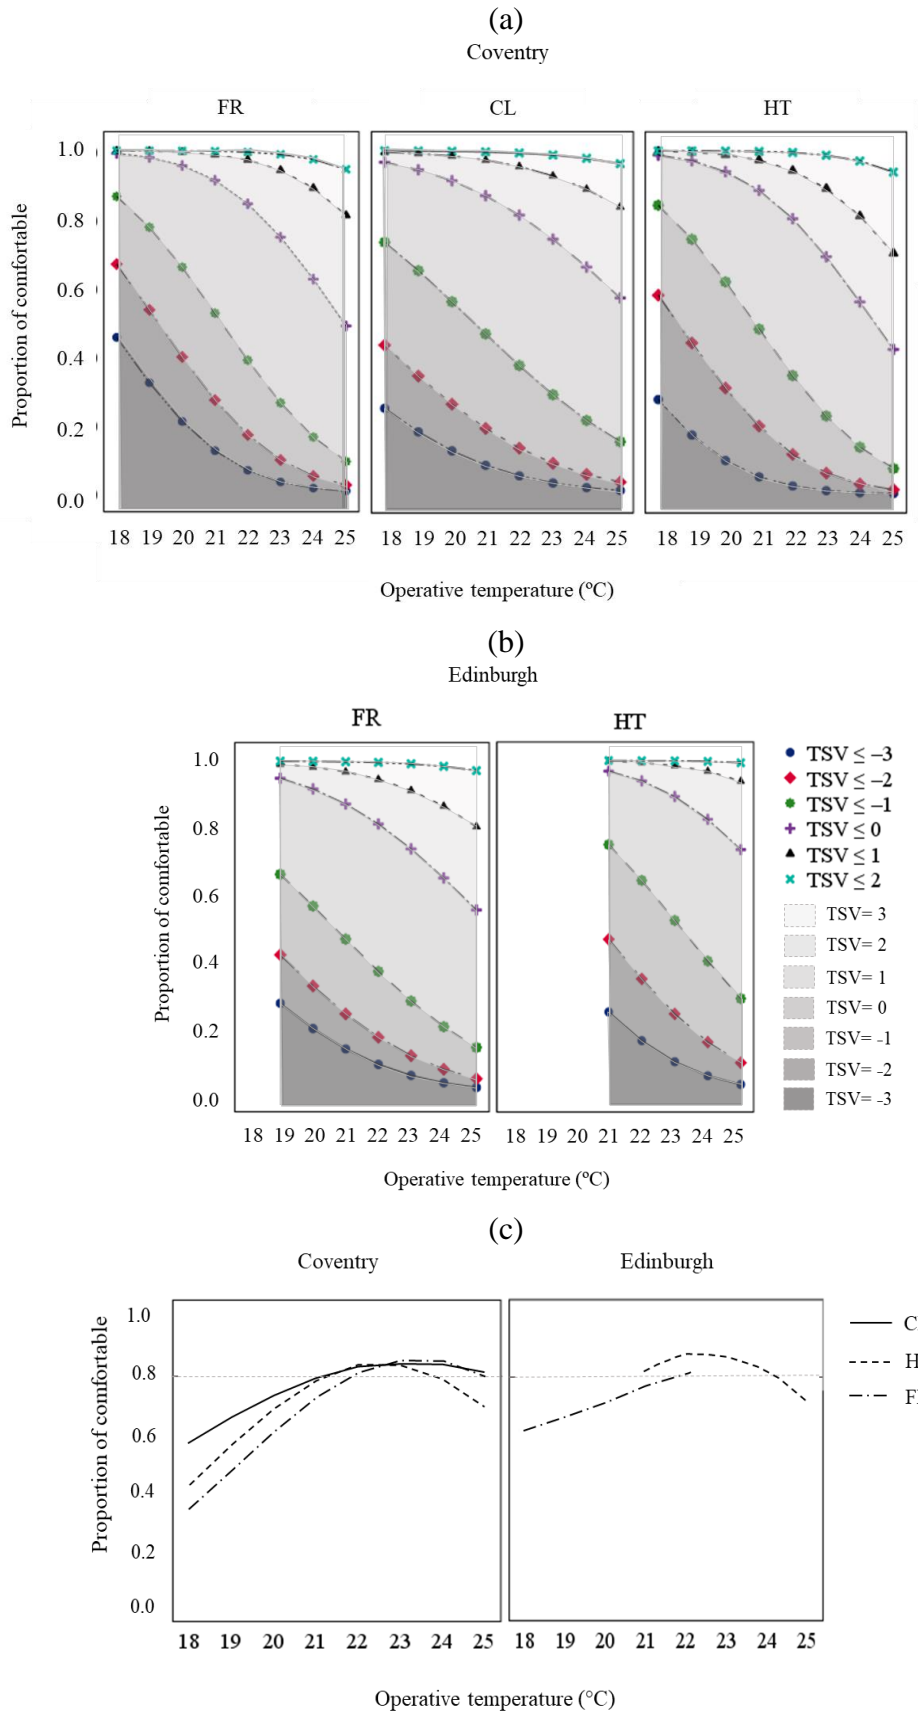 (a)
Coventry
FR CL HT
Proportion of comfortable
1.0
0.8
0.6
0.4
0.2
0.0
18 19 20 21 22 23 24 25 18 19 20 21 22 23 24 25 18 19 20 21 22 23 24 25
Operative temperature (ºC)
(b)
Edinburgh
FR HT
Proportion of comfortable
1.0
0.8
0.6
0.4
0.2
0.0
18 19 20 21 22 23 24 25 18 19 20 21 22 23 24 25
Operative temperature (ºC)
TSV ≤ −3
TSV ≤ −2
TSV ≤ −1
TSV ≤ 0
TSV ≤ 1
TSV ≤ 2
TSV= 3
TSV= 2
TSV= 1
TSV= 0
TSV= -1
TSV= -2
TSV= -3
(c)
Coventry Edinburgh
Proportion of comfortable
1.0
0.8
0.6
0.4
0.2
0.0
18 19 20 21 22 23 24 25 18 19 20 21 22 23 24 25
Operative temperature (°C)
C
H
F